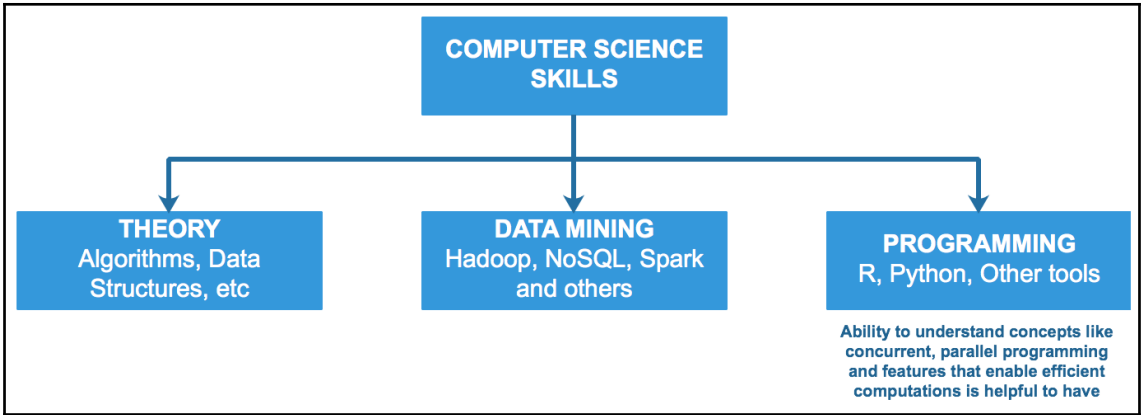 COMPUTER SCIENCE
SKILLS
THEORY
Algorithms, Data
Structures, etc
DATA MINING
Hadoop, NoSQL, Spark
and others
PROGRAMMING
R, Python, Other tools
Ability to understand concepts like
concurrent, parallel programming
and features that enable efficient
computations is helpful to have